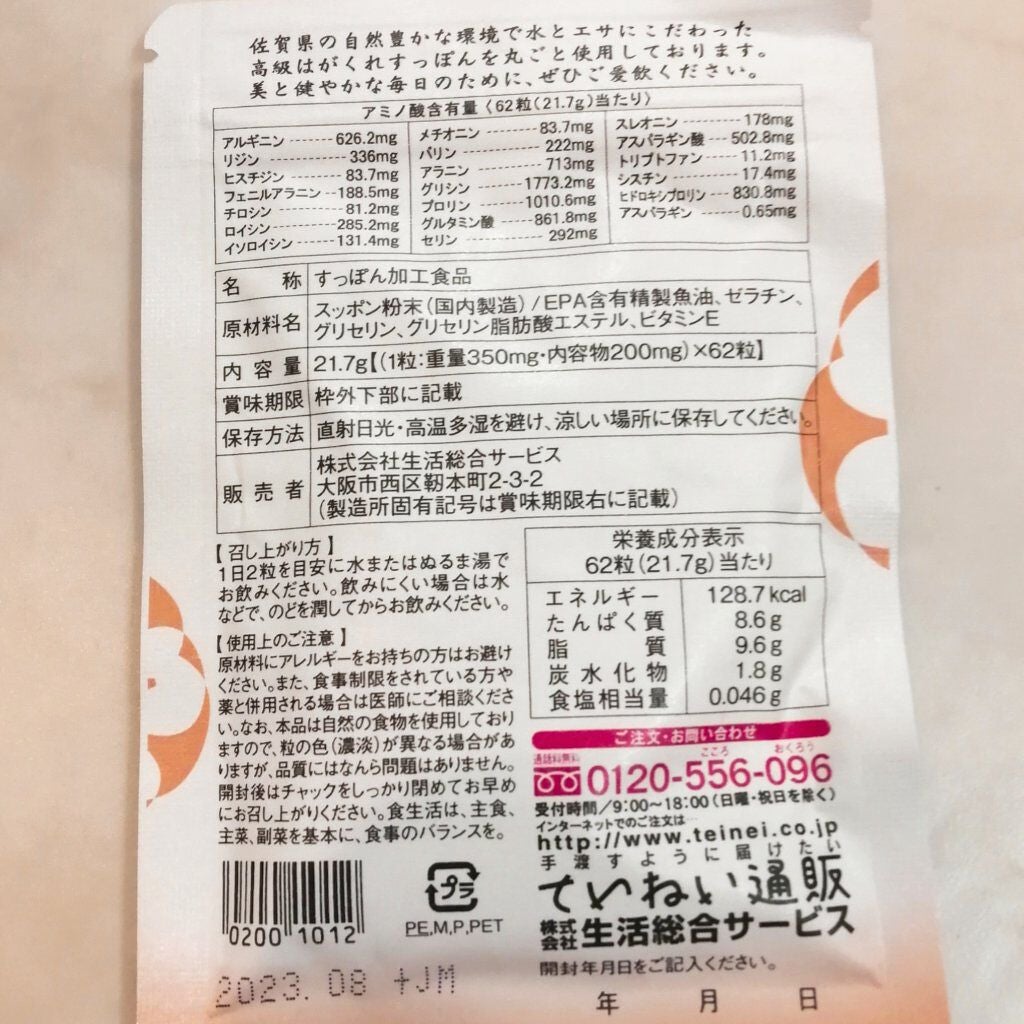 佐賀県の自然豊かな環境で水とエサにこだわった
高級はがくれすっぽんを丸ごと使用しております。
美と健やかな毎日のために、ぜひご愛飲ください。
アミノ酸含有量〈62粒(21.7g)当たり〉
アルギニン ------- 626.2mg
リジン ------- 336mg
ヒスチジン ------- 83.7mg
フェニルアラニン -- 188.5mg
チロシン ------- 81.2mg
ロイシン ------- 285.2mg
イソロイシン ------- 131.4mg
メチオニン ------- 83.7mg
バリン ------- 222mg
アラニン ------- 713mg
グリシン ------- 1773.2mg
プロリン ------- 1010.6mg
グルタミン酸 ----- 861.8mg
セリン ------- 292mg
スレオニン ------- 178mg
アスパラギン酸 --- 502.8mg
トリプトファン ----- 11.2mg
シスチン ------- 17.4mg
ヒドロキシプロリン --- 830.8mg
アスパラギン ------ 0.65mg
名称 すっぽん加工食品
原材料名 スッポン粉末(国内製造)/EPA含有精製魚油、ゼラチン、
グリセリン、グリセリン脂肪酸エステル、ビタミンE
内容量 21.7g【(1粒:重量350mg・内容物200mg)×62粒】
賞味期限 枠外下部に記載
保存方法 直射日光・高温多湿を避け、涼しい場所に保存してください。
販売者 株式会社生活総合サービス
大阪市西区靭本町2-3-2
(製造所固有記号は賞味期限右に記載)
【召し上がり方】
1日2粒を目安に水またはぬるま湯で
お飲みください。飲みにくい場合は水
などで、のどを潤してからお飲みください。
【使用上のご注意】
原材料にアレルギーをお持ちの方はお避け
ください。また、食事制限をされている方や
薬と併用される場合は医師にご相談くださ
い。なお、本品は自然の食物を使用しており
ますので、粒の色(濃淡)が異なる場合があ
りますが、品質にはなんら問題はありません。
開封後はチャックをしっかり閉めてお早め
にお召し上がりください。食生活は、主食、
主菜、副菜を基本に、食事のバランスを。
栄養成分表示
62粒(21.7g)当たり
エネルギー 128.7kcal
たんぱく質 8.6g
脂質 9.6g
炭水化物 1.8g
食塩相当量 0.046g
ご注文・お問い合わせ
通話料無料
こころ おくろう
0120-556-096
受付時間/9:00〜18:00(日曜・祝日を除く)
インターネットでのご注文は…
http://www.teinei.co.jp
手渡すように届けたい
ていねい通販
株式会社生活総合サービス
開封年月日をご記入ください。
年 月 日
0200 1012
プラ
PE,M,P,PET
2023. 08 +JM